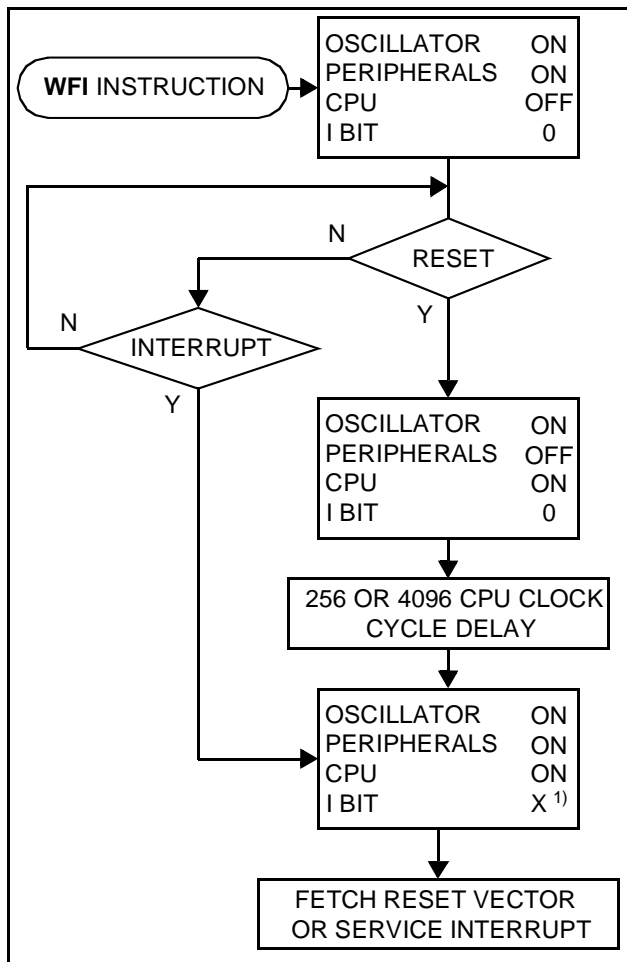 WFI INSTRUCTION
OSCILLATOR ON
PERIPHERALS ON
CPU OFF
I BIT 0
RESET
N
Y
INTERRUPT
N
Y
OSCILLATOR ON
PERIPHERALS OFF
CPU ON
I BIT 0
256 OR 4096 CPU CLOCK
CYCLE DELAY
OSCILLATOR ON
PERIPHERALS ON
CPU ON
I BIT X 1)
FETCH RESET VECTOR
OR SERVICE INTERRUPT